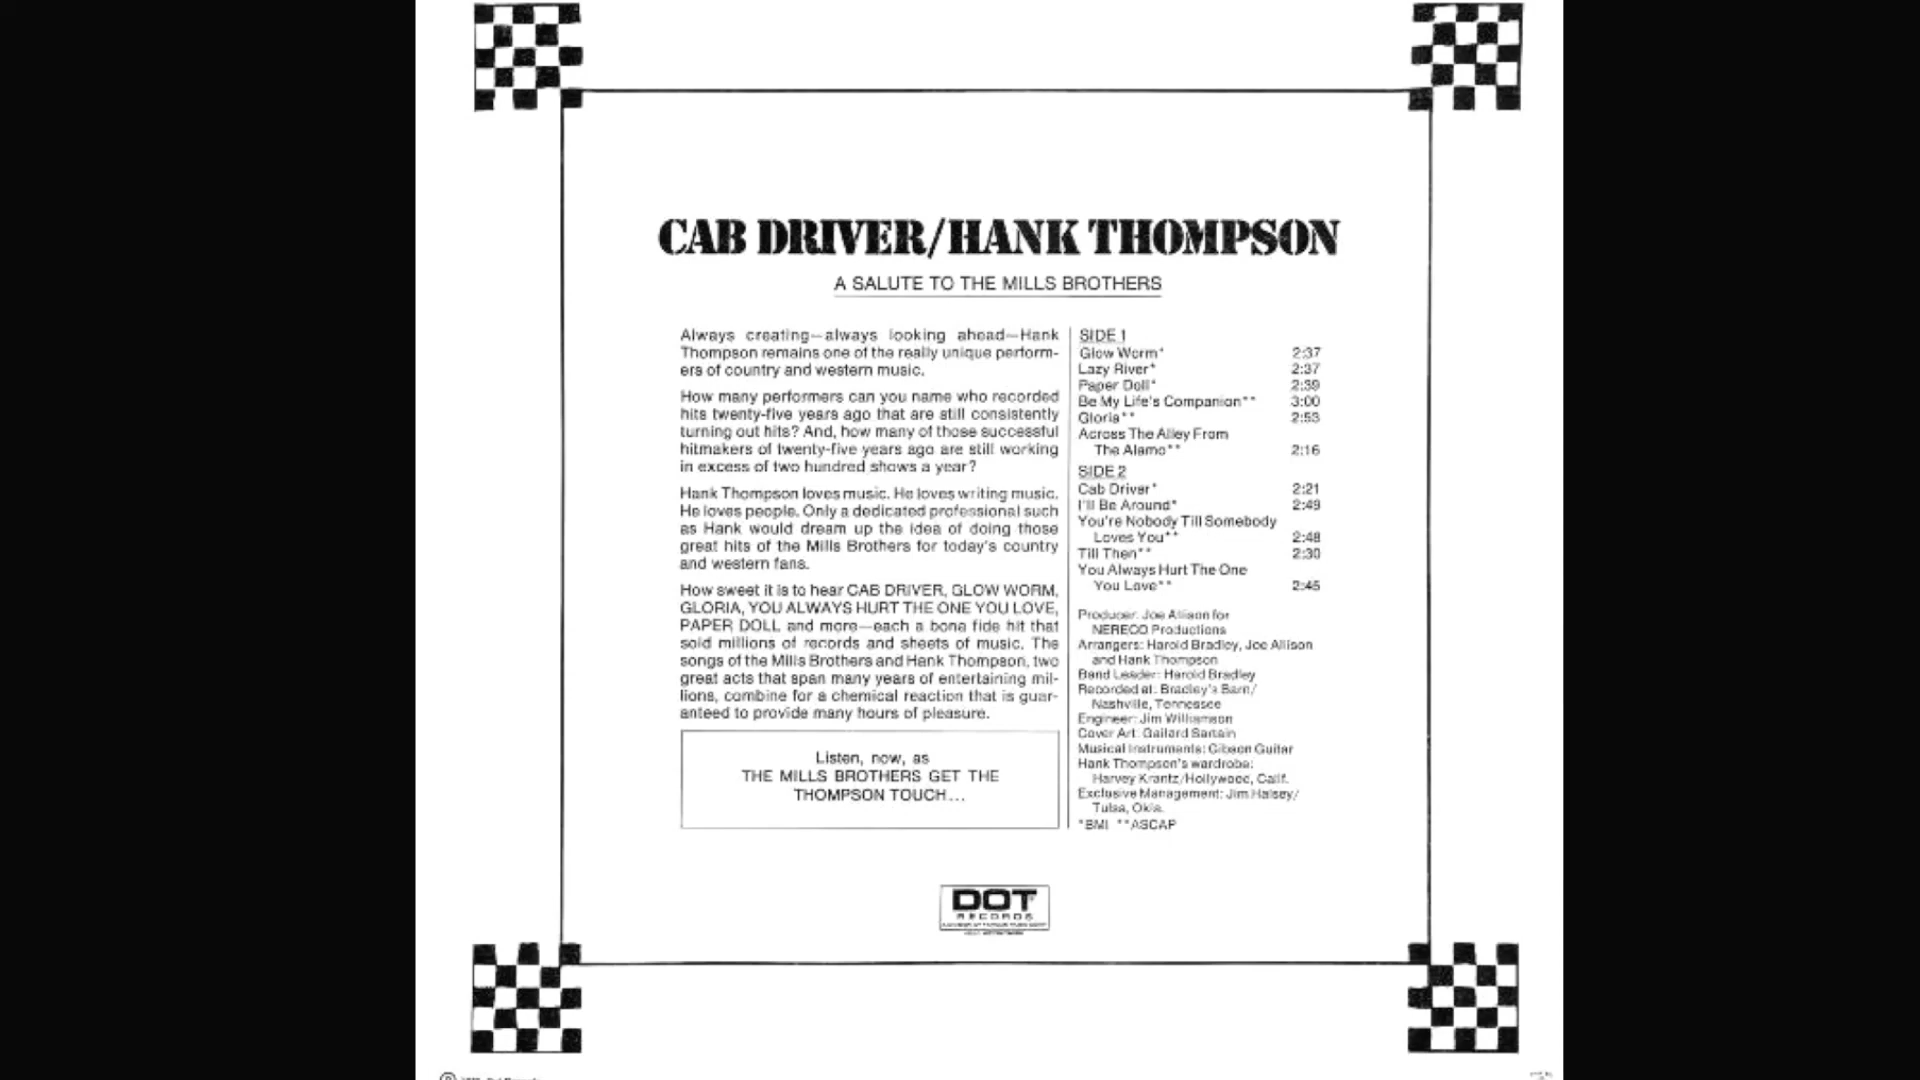 CAB DRIVER/HANK THOMPSON
A SALUTE TO THE MILLS BROTHERS
Always creating—always looking ahead—Hank
Thompson remains one of the really unique perform-
ers of country and western music.
How many performers can you name who recorded
hits twenty-five years ago that are still consistently
turning out hits? And, how many of those successful
hitmakers of twenty-five years ago are still working
in excess of two hundred shows a year?
Hank Thompson loves music. He loves writing music.
He loves people. Only a dedicated professional such
as Hank would dream up the idea of doing those
great hits of the Mills Brothers for today's country
and western fans.
How sweet it is to hear CAB DRIVER, GLOW WORM,
GLORIA, YOU ALWAYS HURT THE ONE YOU LOVE,
PAPER DOLL and more—each a bona fide hit that
sold millions of records and sheets of music. The
songs of the Mills Brothers and Hank Thompson, two
great acts that span many years of entertaining mil-
lions, combine for a chemical reaction that is guar-
anteed to provide many hours of pleasure.
Listen, now, as
THE MILLS BROTHERS GET THE
THOMPSON TOUCH...
SIDE 1
Glow Worm* 2:37
Lazy River* 2:37
Paper Doll* 2:39
Be My Life's Companion** 3:00
Gloria** 2:53
Across The Alley From
The Alamo** 2:16
SIDE 2
Cab Driver* 2:21
I'll Be Around* 2:49
You're Nobody Till Somebody
Loves You** 2:48
Till Then** 2:30
You Always Hurt The One
You Love** 2:45
Producer: Joe Allison for
NERECO Productions
Arrangers: Harold Bradley, Joe Allison
and Hank Thompson
Band Leader: Harold Bradley
Recorded at: Bradley's Barn/
Nashville, Tennessee
Engineer: Jim Williamson
Cover Art: Gailard Sartain
Musical Instruments: Gibson Guitar
Hank Thompson's wardrobe:
Harvey Krantz/Hollywood, Calif.
Exclusive Management: Jim Halsey/
Tulsa, Okla.
*BMI **ASCAP
DOT
RECORDS